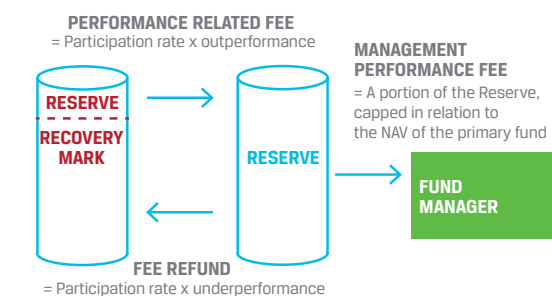 PERFORMANCE RELATED FEE
= Participation rate x outperformance
MANAGEMENT
PERFORMANCE FEE
= A portion of the Reserve,
capped in relation to
the NAV of the primary fund
RESERVE
RECOVERY
MARK
RESERVE
FUND
MANAGER
FEE REFUND
= Participation rate x underperformance